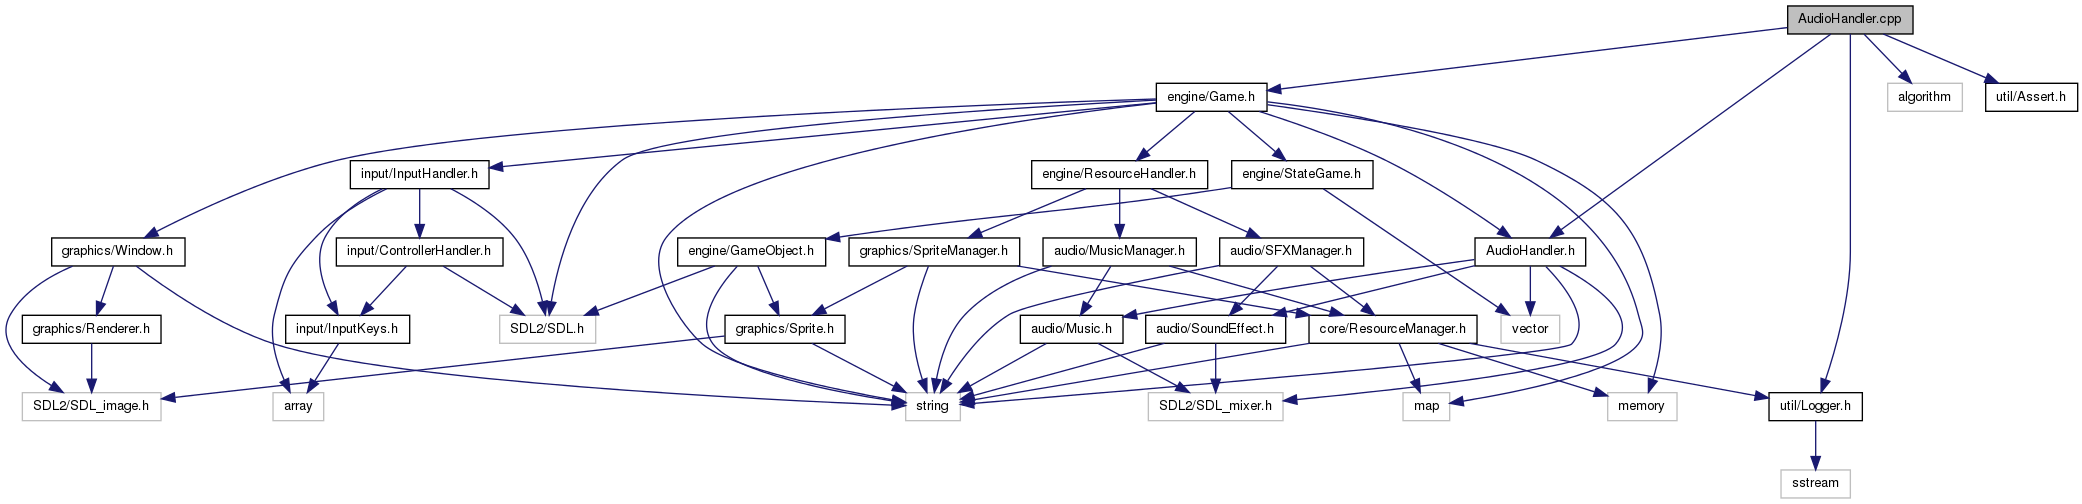 AudioHandler.cpp
engine/Game.h
algorithm
util/Assert.h
input/InputHandler.h
engine/ResourceHandler.h
engine/StateGame.h
graphics/Window.h
input/ControllerHandler.h
engine/GameObject.h
graphics/SpriteManager.h
audio/MusicManager.h
audio/SFXManager.h
AudioHandler.h
graphics/Renderer.h
input/InputKeys.h
SDL2/SDL.h
graphics/Sprite.h
audio/Music.h
audio/SoundEffect.h
core/ResourceManager.h
vector
SDL2/SDL_image.h
array
string
SDL2/SDL_mixer.h
map
memory
util/Logger.h
sstream